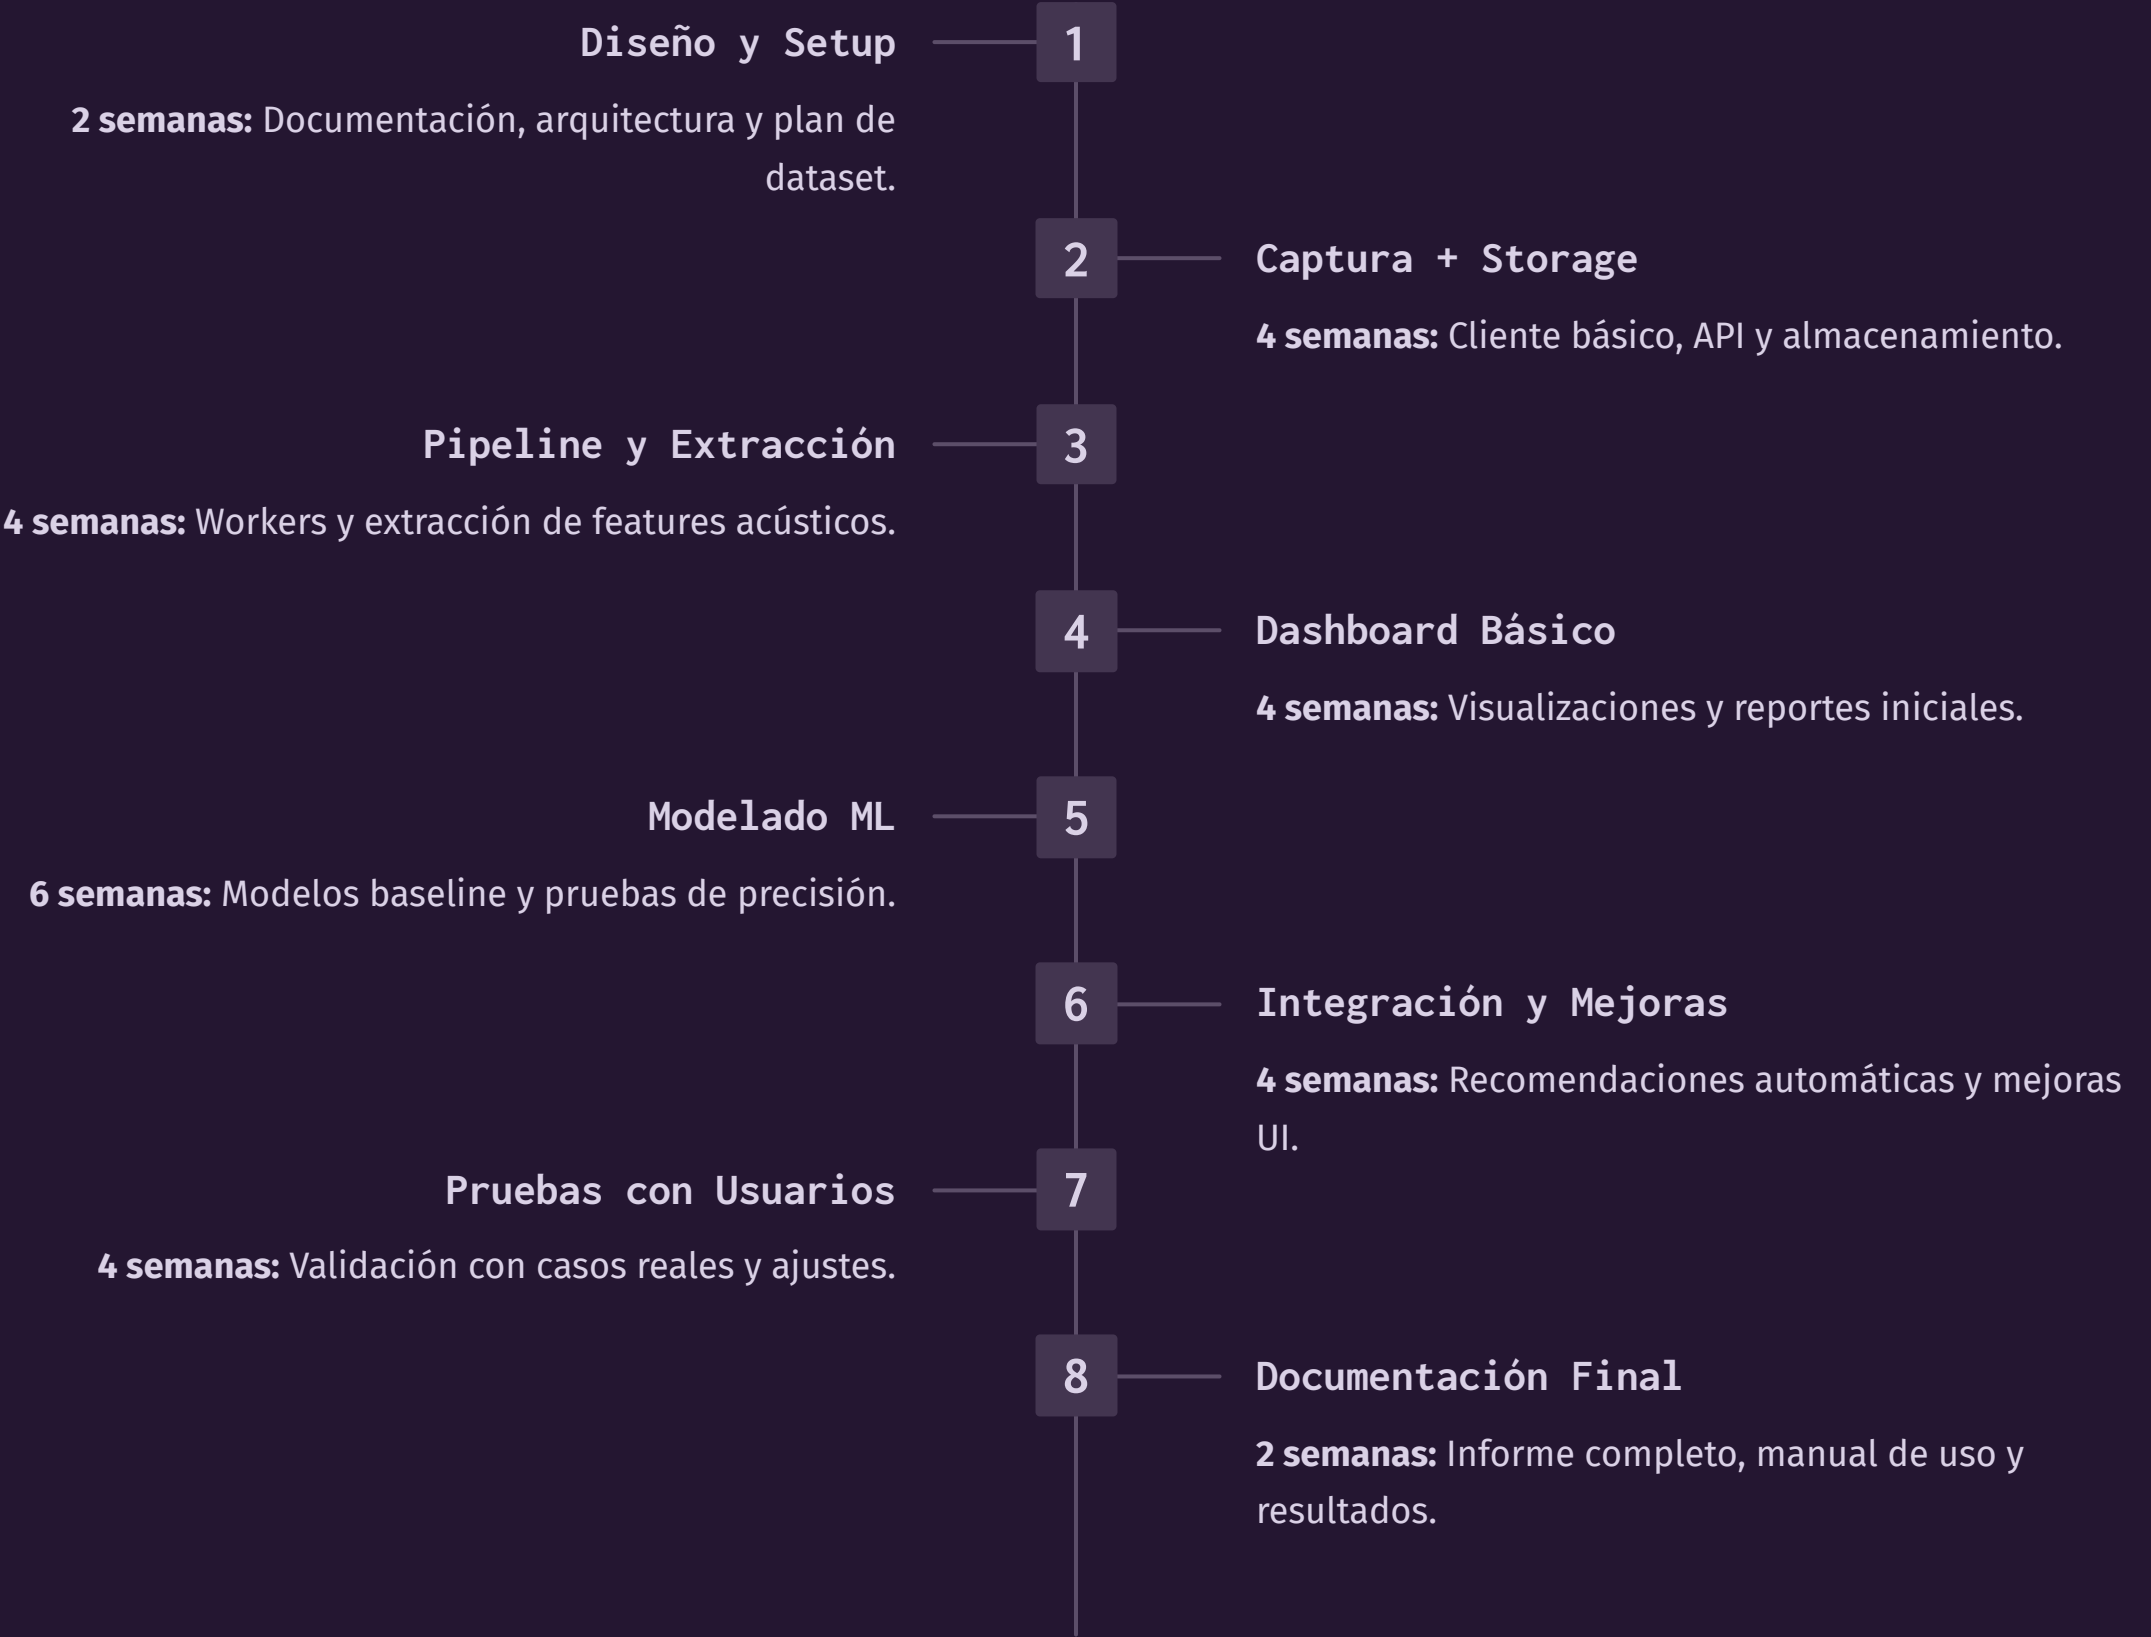 Diseño y Setup
1
2 semanas: Documentación, arquitectura y plan de
dataset.
2
Captura + Storage
4 semanas: Cliente básico, API y almacenamiento.
Pipeline y Extracción
3
4 semanas: Workers y extracción de features acústicos.
4
Dashboard Básico
4 semanas: Visualizaciones y reportes iniciales.
Modelado ML
5
6 semanas: Modelos baseline y pruebas de precisión.
6
Integración y Mejoras
4 semanas: Recomendaciones automáticas y mejoras
UI.
Pruebas con Usuarios
7
4 semanas: Validación con casos reales y ajustes.
8
Documentación Final
2 semanas: Informe completo, manual de uso y
resultados.